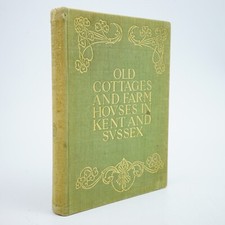 OLD
COTTAGES
AND FARM
HOVSES IN
KENT AND
SVSSEX